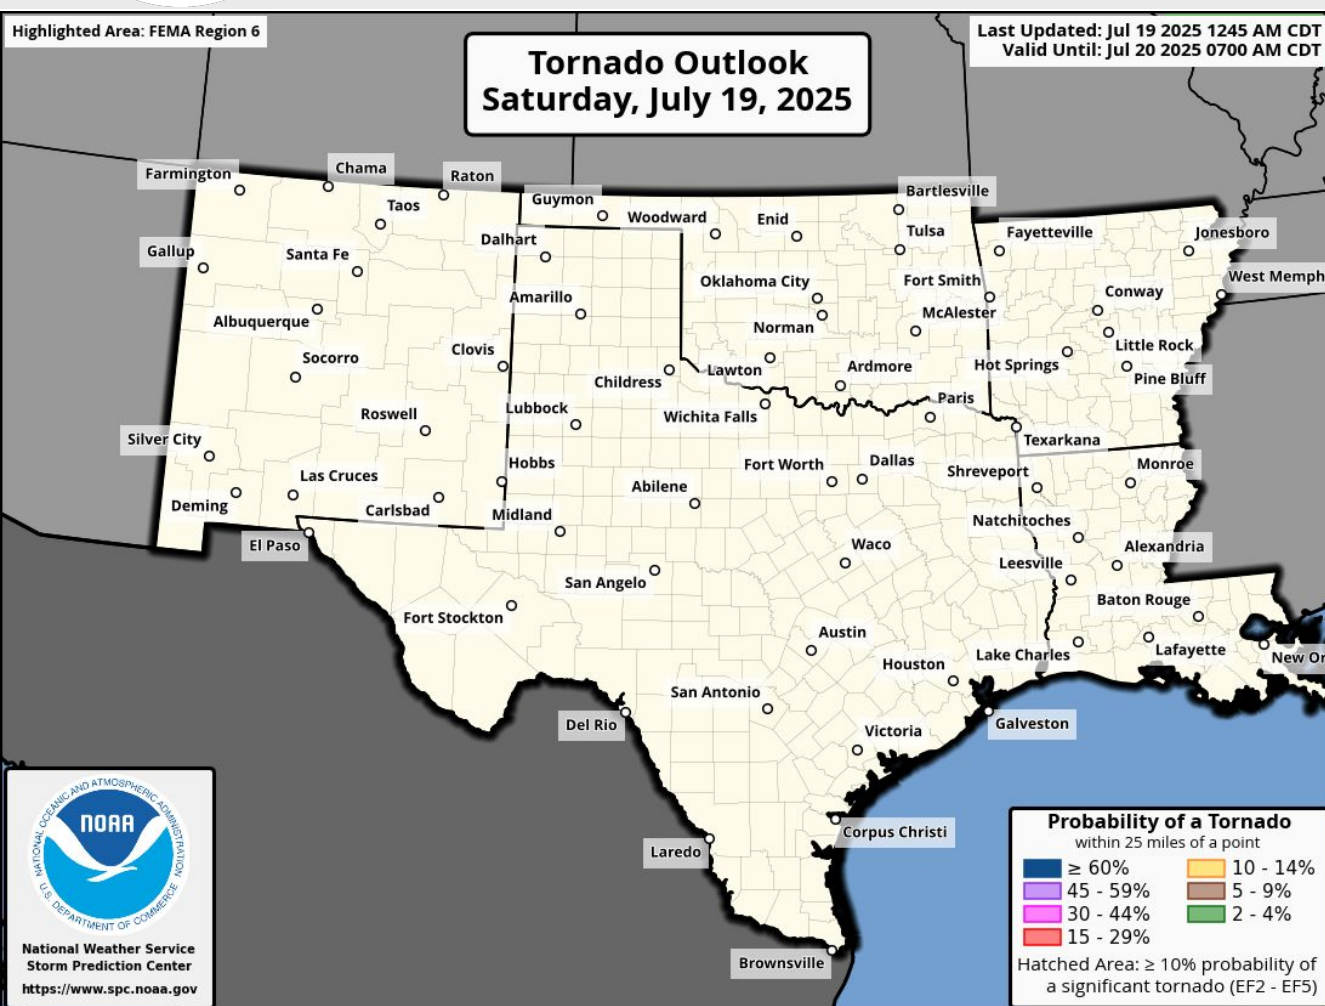 Highlighted Area: FEMA Region 6
Last Updated: Jul 19 2025 1245 AM CDT
Valid Until: Jul 20 2025 0700 AM CDT
Tornado Outlook
Saturday, July 19, 2025
Farmington
Chama
Raton
Taos
Guymon
Woodward
Enid
Bartlesville
Tulsa
Fayetteville
Jonesboro
Gallup
Santa Fe
Dalhart
Oklahoma City
Fort Smith
West Memph
Conway
Albuquerque
Amarillo
Norman
McAlester
Little Rock
Socorro
Clovis
Childress
Lawton
Ardmore
Hot Springs
Pine Bluff
Roswell
Lubbock
Wichita Falls
Paris
Texarkana
Silver City
Las Cruces
Hobbs
Abilene
Fort Worth
Dallas
Shreveport
Monroe
Deming
Carlsbad
Midland
Natchitoches
El Paso
San Angelo
Waco
Leesville
Alexandria
Fort Stockton
Austin
Baton Rouge
Houston
Lake Charles
Lafayette
New Or
Del Rio
San Antonio
Victoria
Galveston
Laredo
Corpus Christi
Brownsville
NATIONAL OCEANIC AND ATMOSPHERIC ADMINISTRATION
NOAA
U.S. DEPARTMENT OF COMMERCE
National Weather Service
Storm Prediction Center
https://www.spc.noaa.gov
Probability of a Tornado
within 25 miles of a point
≥ 60%
10 - 14%
45 - 59%
5 - 9%
30 - 44%
2 - 4%
15 - 29%
Hatched Area: ≥ 10% probability of
a significant tornado (EF2 - EF5)